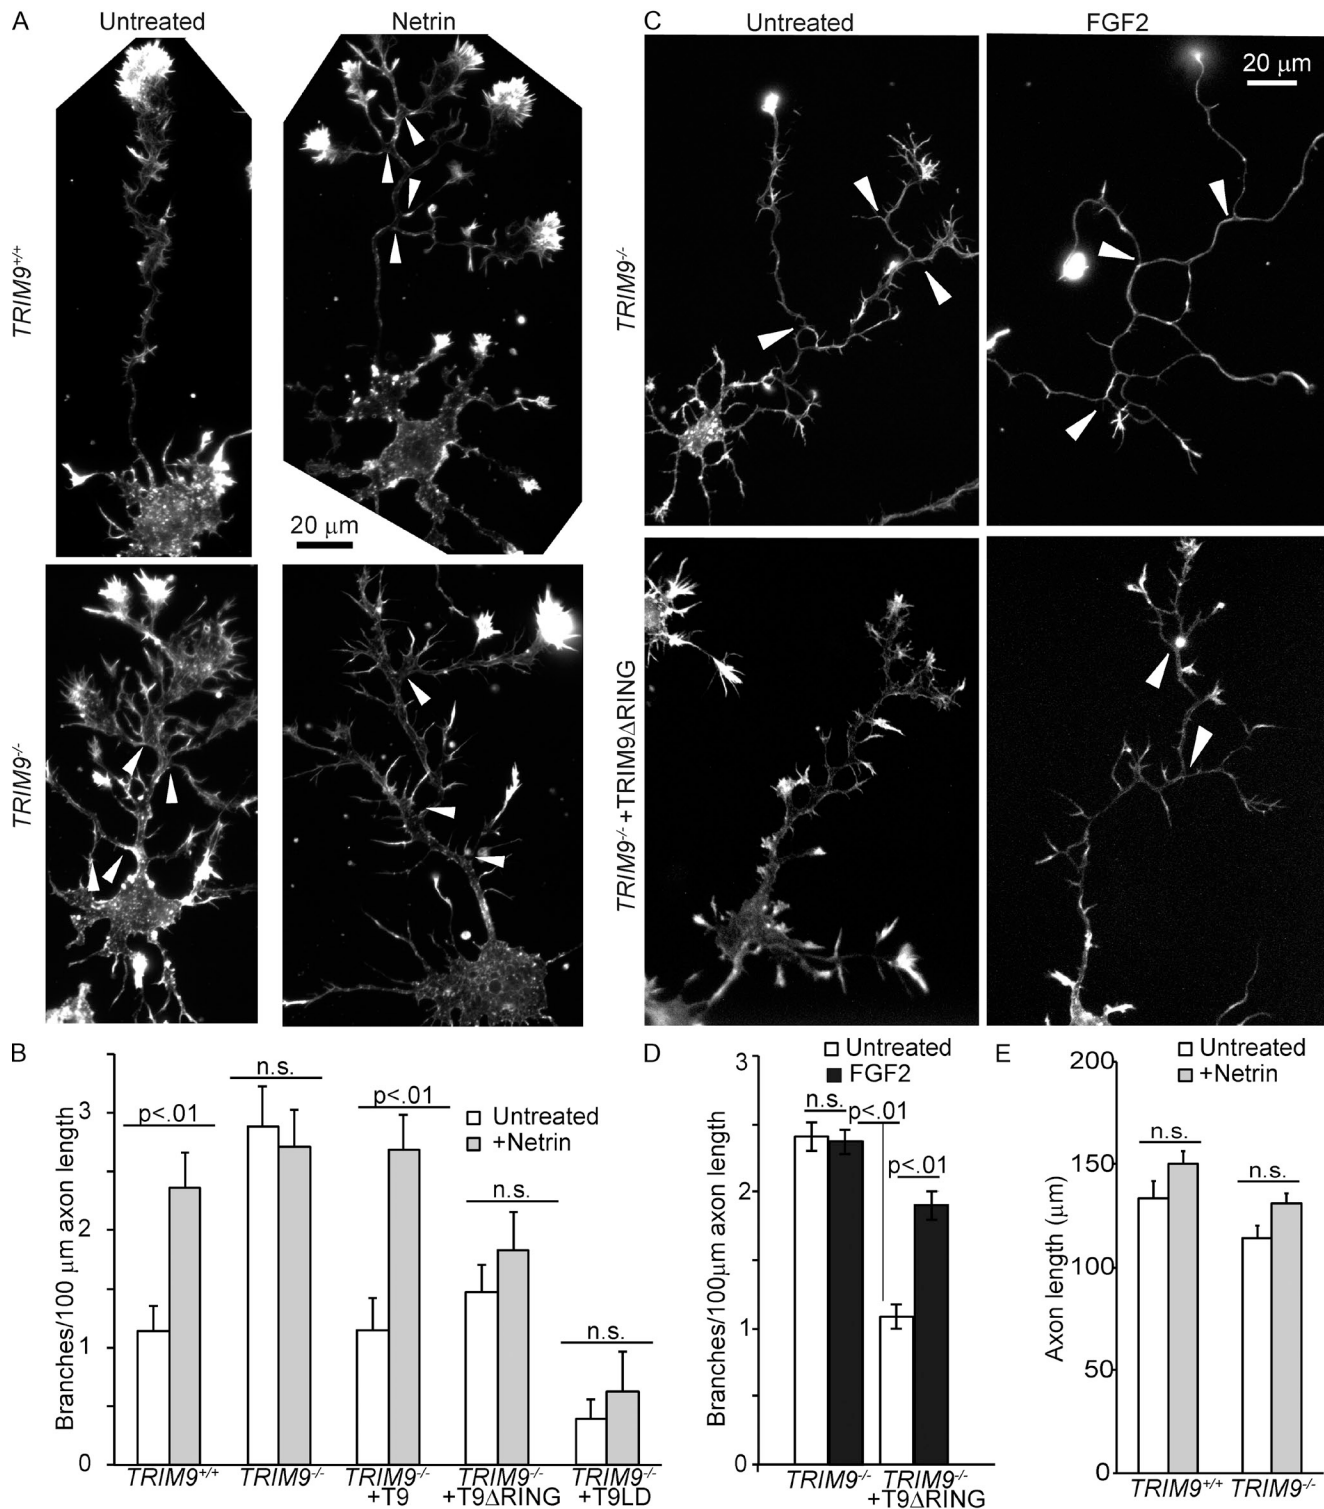 A
Untreated
Netrin
TRIM9+/+
20 μm
TRIM9-/-
C
Untreated
FGF2
20 μm
TRIM9-/-
TRIM9-/-+TRIM9ΔRING
B
Branches/100 μm axon length
3
2
1
0
p<.01
n.s.
p<.01
n.s.
n.s.
Untreated
+Netrin
TRIM9+/+
TRIM9-/-
TRIM9-/-
+T9
TRIM9-/-
+T9ΔRING
TRIM9-/-
+T9LD
D
Untreated
FGF2
Branches/100μm axon length
3
2
1
0
n.s.
p<.01
p<.01
TRIM9-/-
TRIM9-/-
+T9ΔRING
E
Untreated
+Netrin
Axon length (μm)
200
150
100
50
0
n.s.
n.s.
TRIM9+/+
TRIM9-/-